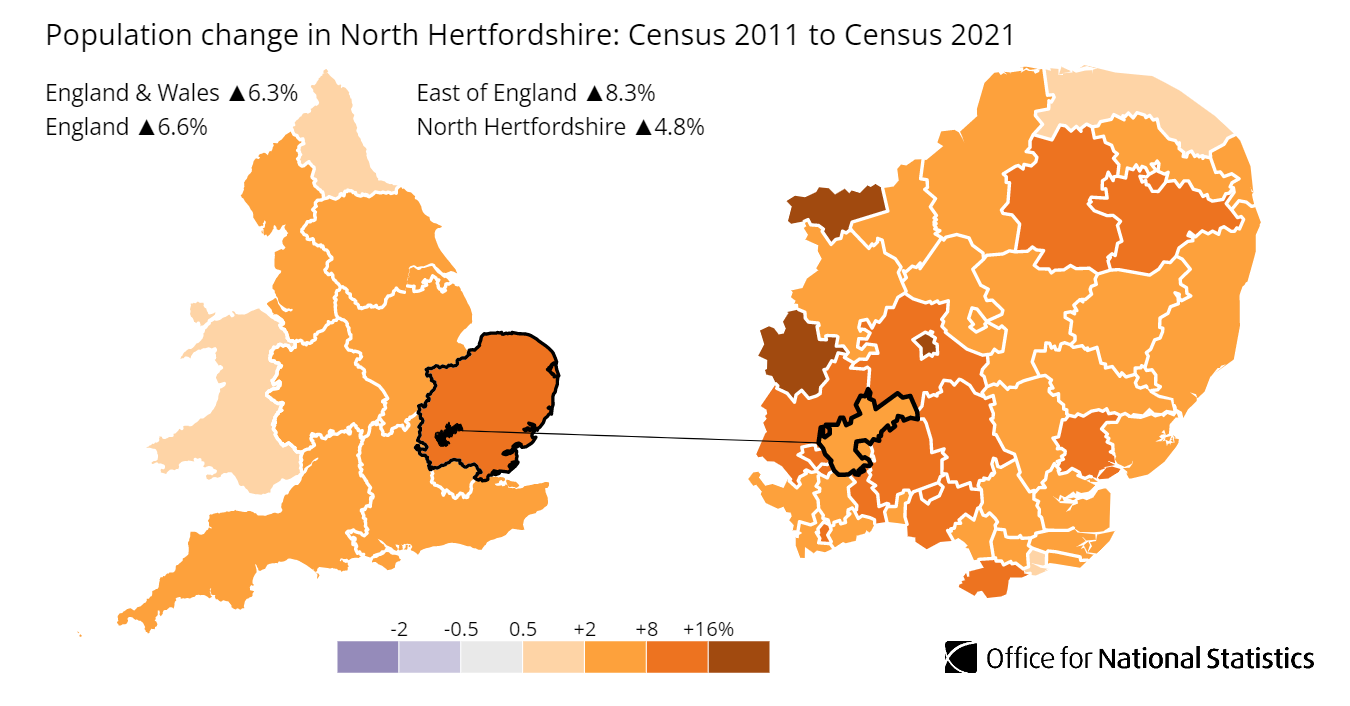 Population change in North Hertfordshire: Census 2011 to Census 2021
England & Wales ▲6.3%
England ▲6.6%
East of England ▲8.3%
North Hertfordshire ▲4.8%
-2 -0.5 0.5 +2 +8 +16%
Office for National Statistics